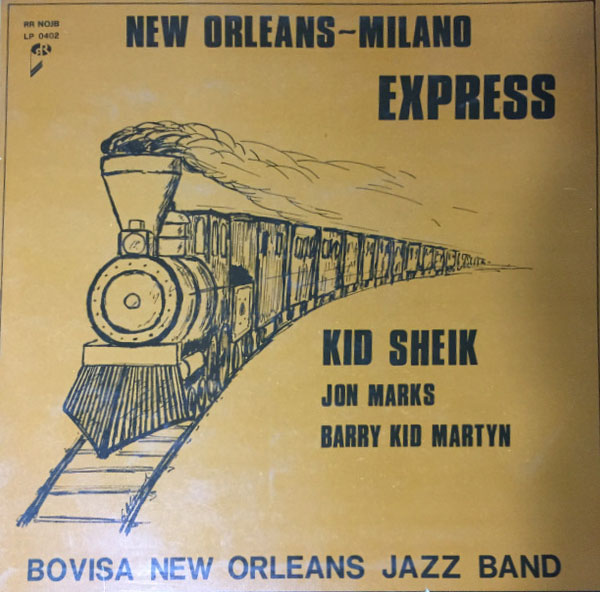 RR NOJB
LP 0402
NEW ORLEANS~MILANO
EXPRESS
KID SHEIK
JON MARKS
BARRY KID MARTYN
BOVISA NEW ORLEANS JAZZ BAND